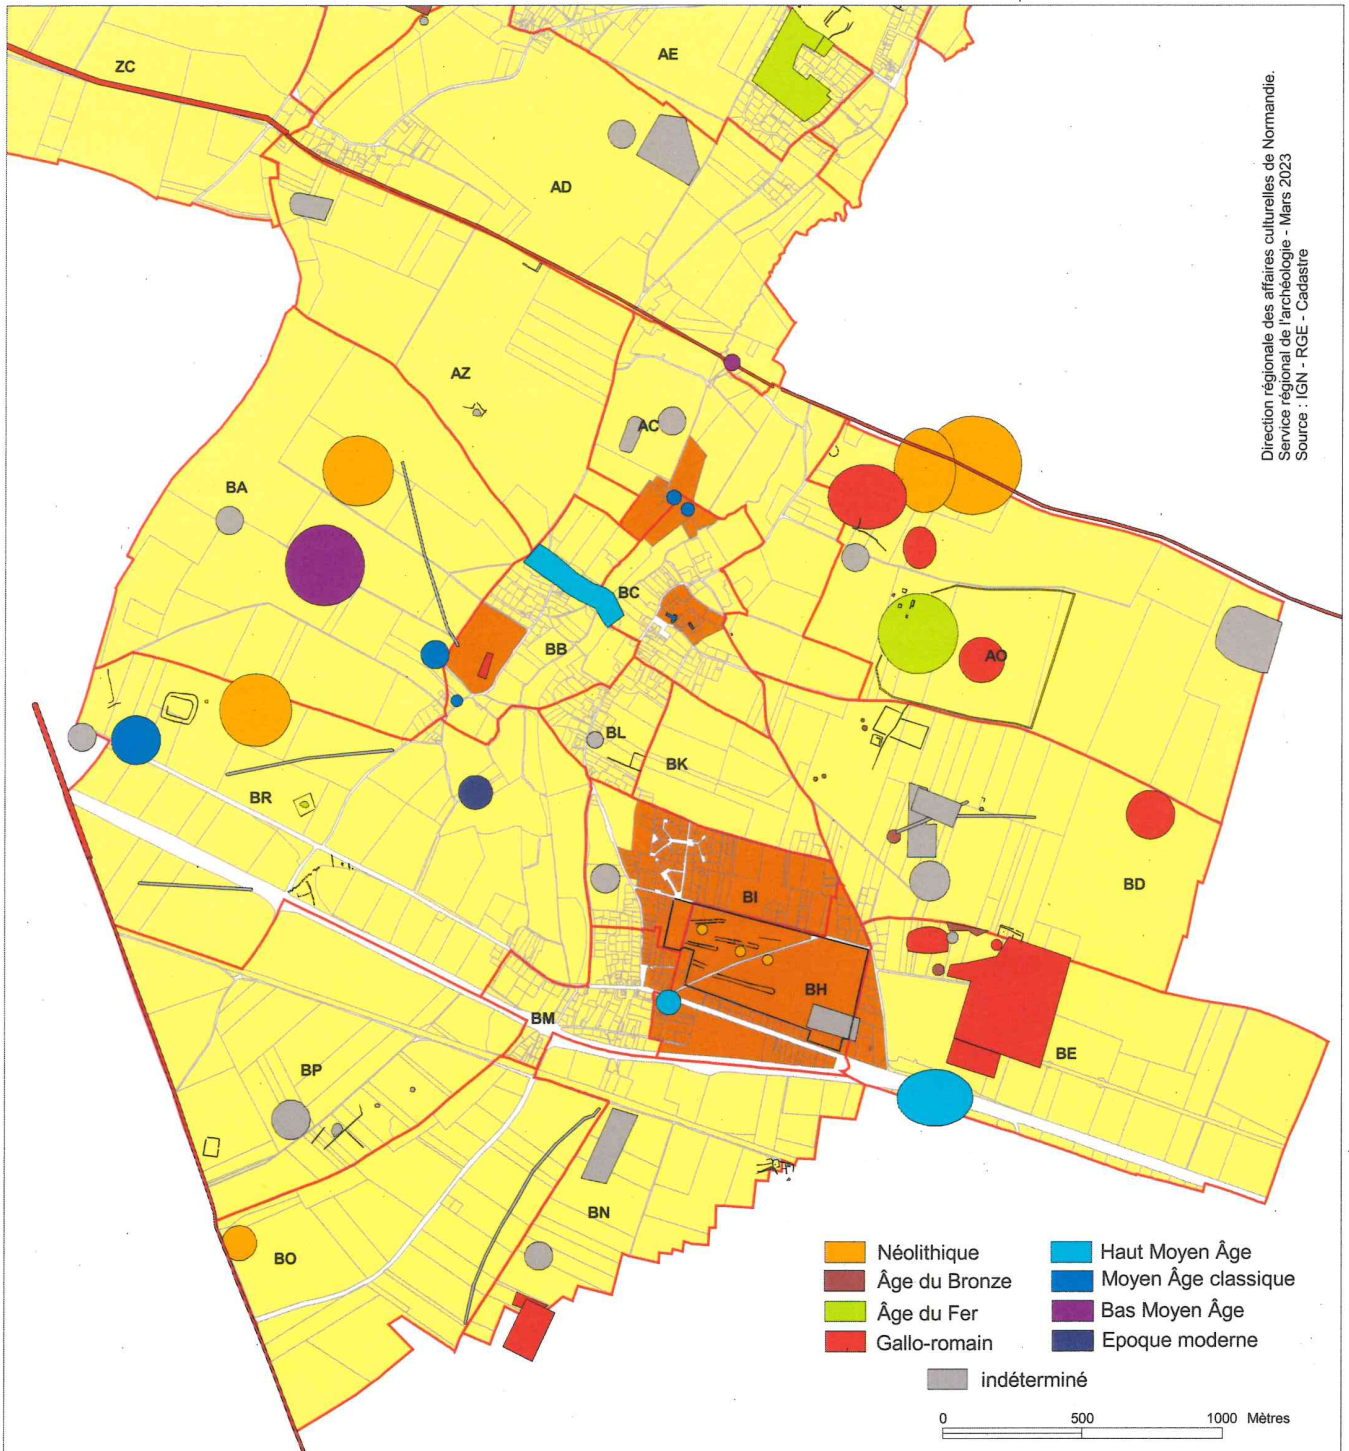 ZC
AE
AD
Direction régionale des affaires culturelles de Normandie.
Service régional de l'archéologie - Mars 2023
Source : IGN - RGE - Cadastre
AZ
AC
BA
BC
BB
AO
BL
BK
BR
BD
BI
BH
BM
BE
BP
BN
BO
Néolithique
Âge du Bronze
Âge du Fer
Gallo-romain
Haut Moyen Âge
Moyen Âge classique
Bas Moyen Âge
Epoque moderne
indéterminé
0 500 1000 Mètres